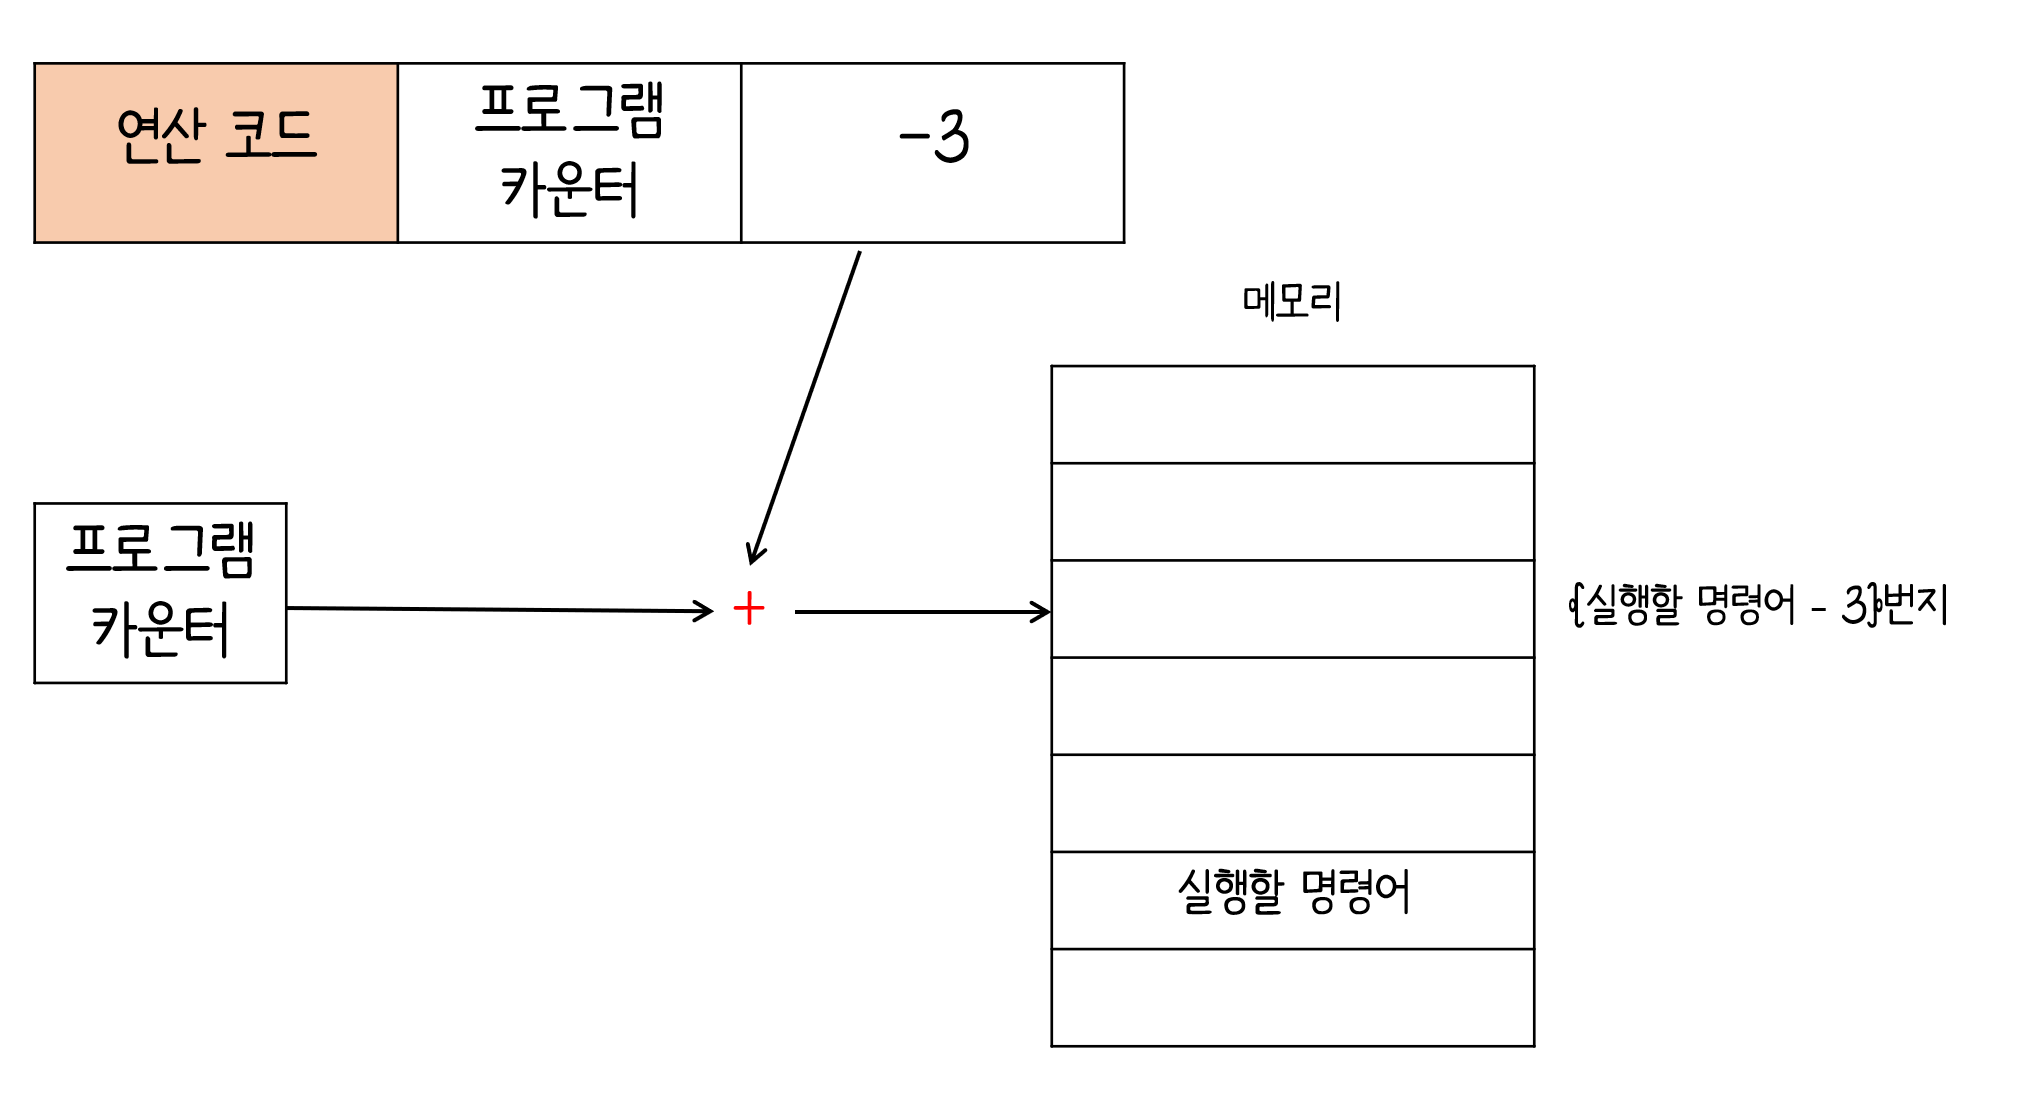 연산 코드
프로그램
카운터
-3
메모리
프로그램
카운터
+
{실행할 명령어 - 3}번지
실행할 명령어